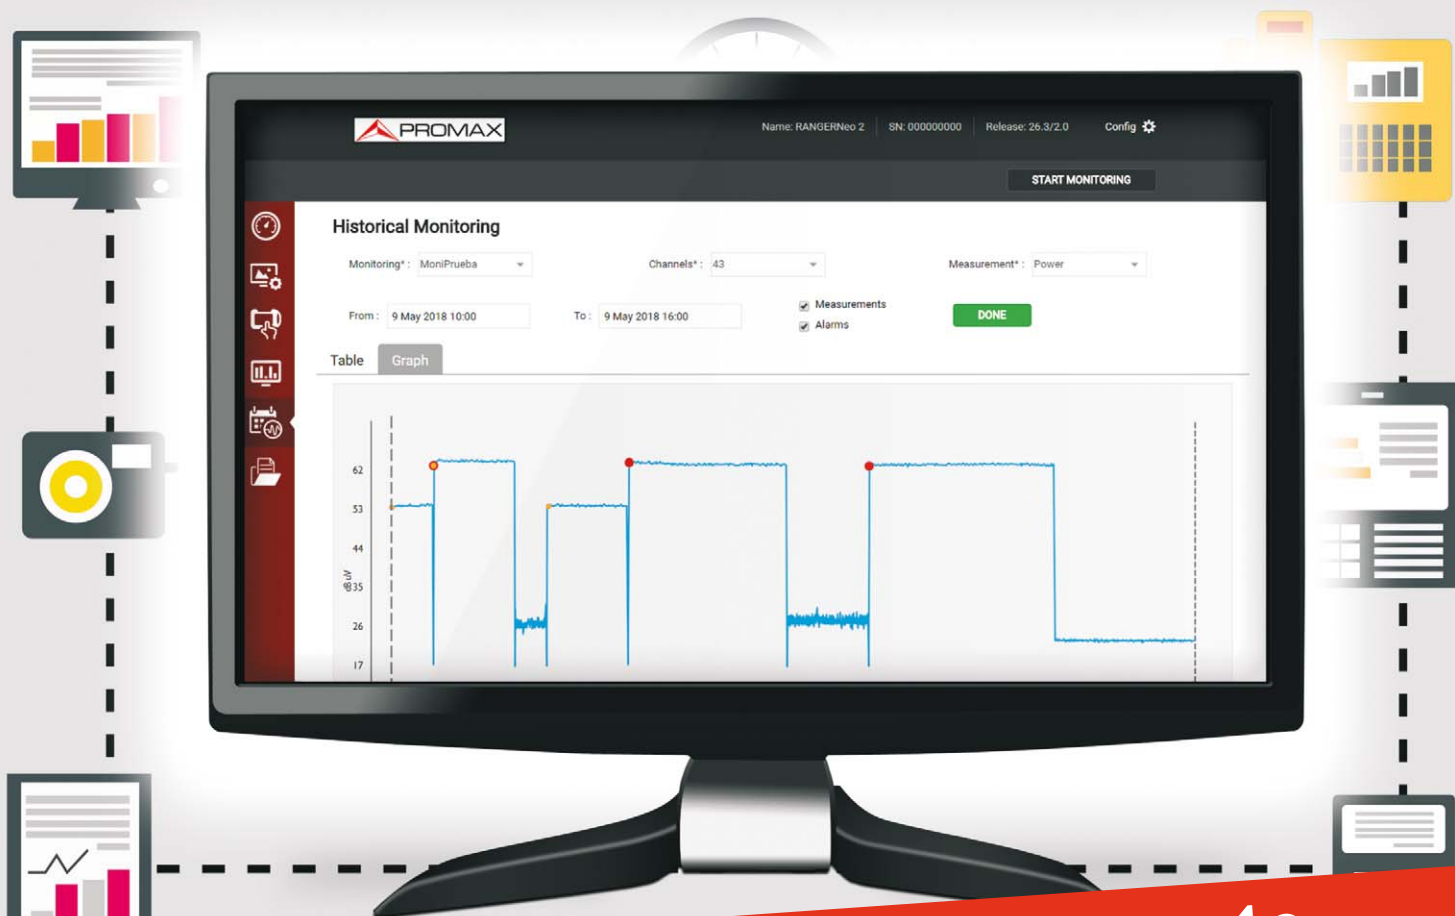 PROMAX
Name: RANGERNeo 2 SN: 000000000 Release: 26.3/2.0 Config
START MONITORING
Historical Monitoring
Monitoring* : MoniPrueba Channels* : 43 Measurement* : Power
From : 9 May 2018 10:00 To : 9 May 2018 16:00 Measurements DONE
Alarms
Table Graph
62
53
44
dBuV
35
26
17